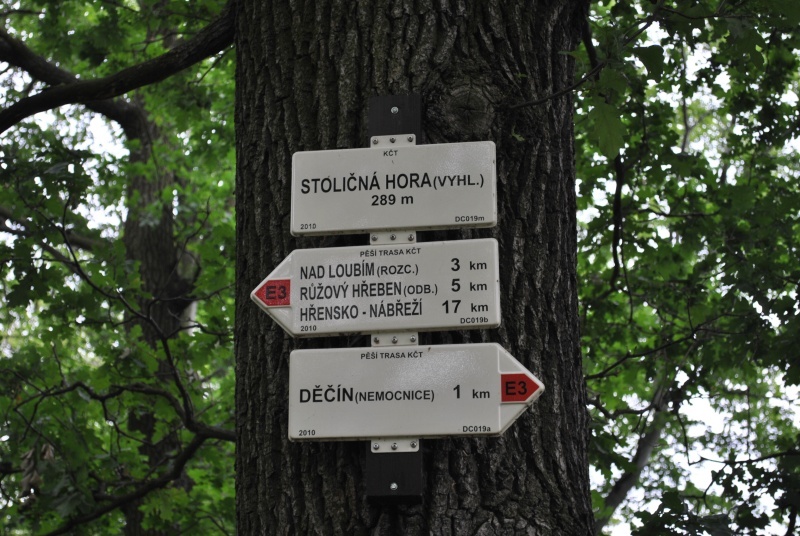 KČT
STOLIČNÁ HORA(VYHL.)
289 m
2010 DC019m
PĚŠÍ TRASA KČT
NAD LOUBÍM(ROZC.) 3 km
E3 RŮŽOVÝ HŘEBEN(ODB.) 5 km
HŘENSKO - NÁBŘEŽÍ 17 km
2010 DC019b
PĚŠÍ TRASA KČT
DĚČÍN(NEMOCNICE) 1 km E3
2010 DC019a